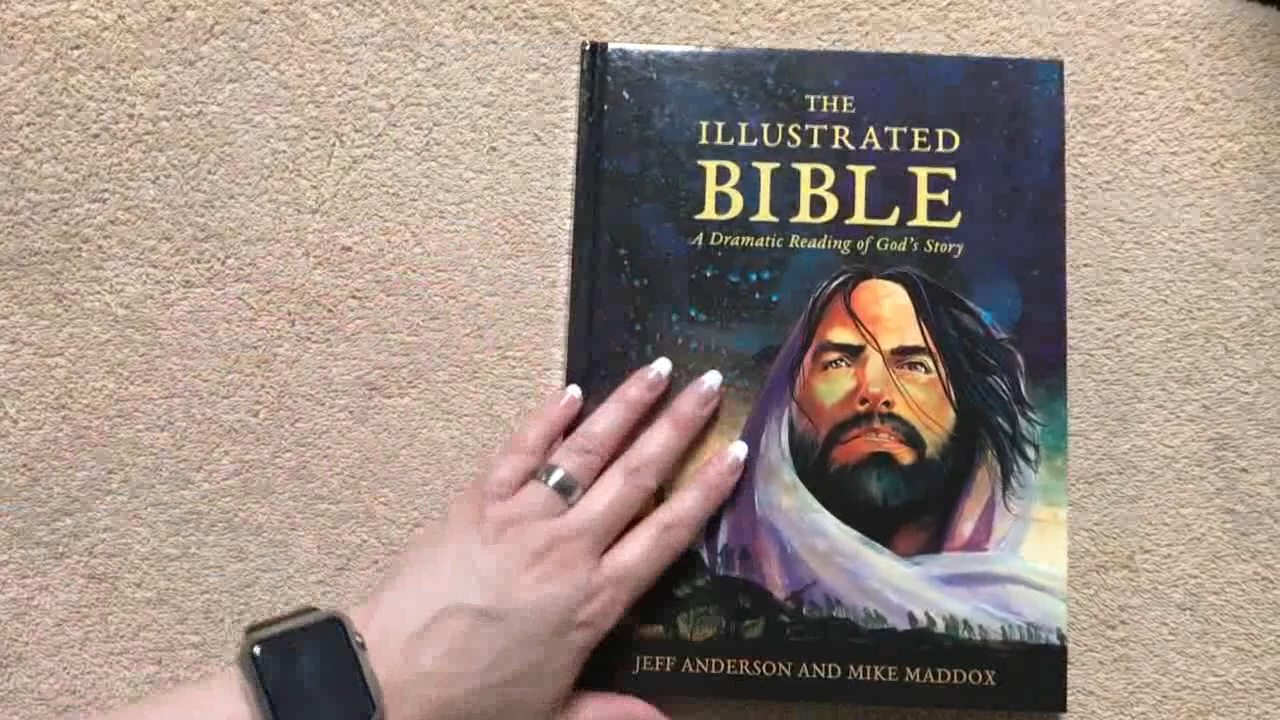 THE
ILLUSTRATED
BIBLE
A Dramatic Reading of God's Story
JEFF ANDERSON AND MIKE MADDOX